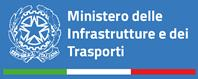 Ministero delle
Infrastrutture e dei
Trasporti